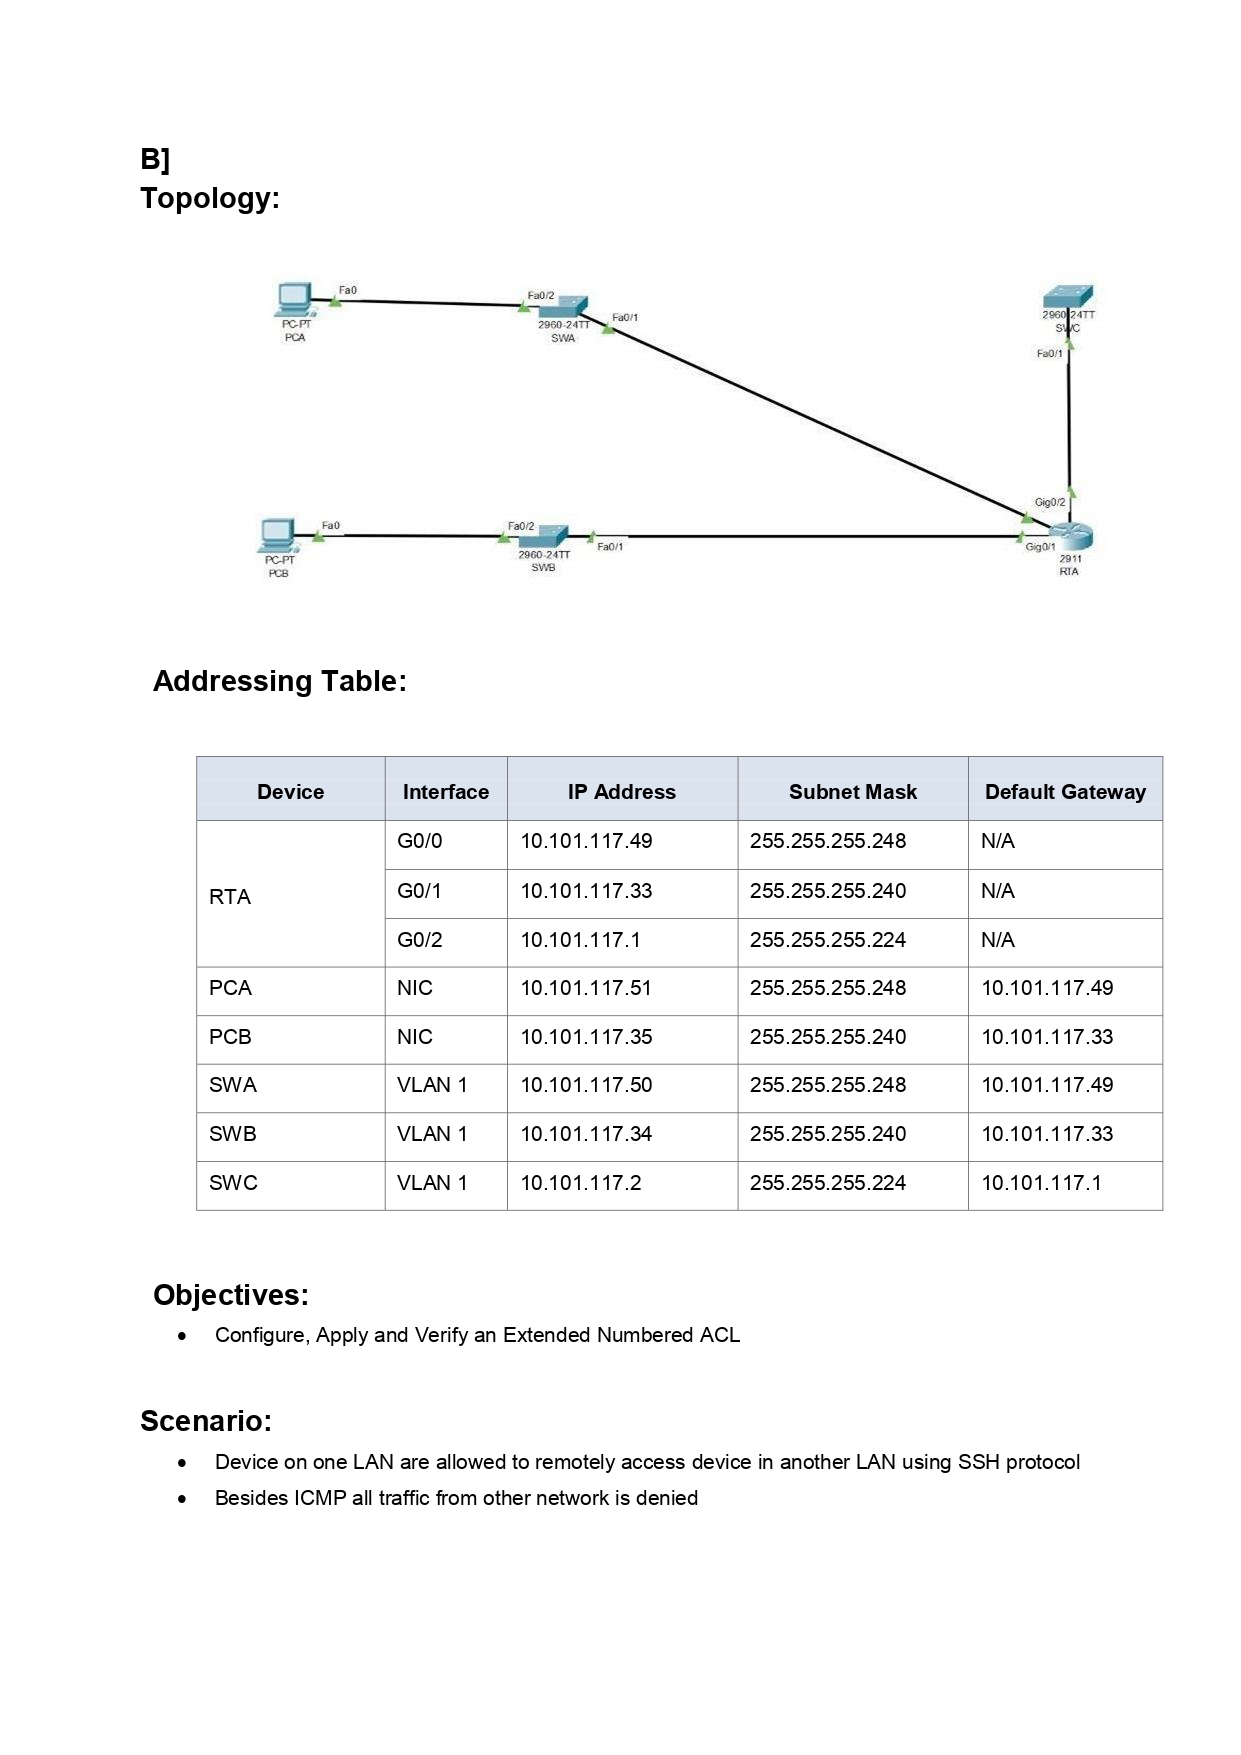 B]
Topology:
Fa0
Fa0/2
Fa0/1
PC-PT
PCA
2960-24TT
SWA
2960-24TT
SWC
Fa0/1
Gig0/2
Fa0
Fa0/2
Fa0/1
Gig0/1
PC-PT
PCB
2960-24TT
SWB
2911
RTA
Addressing Table:
Device Interface IP Address Subnet Mask Default Gateway
RTA
G0/0 10.101.117.49 255.255.255.248 N/A
G0/1 10.101.117.33 255.255.255.240 N/A
G0/2 10.101.117.1 255.255.255.224 N/A
PCA NIC 10.101.117.51 255.255.255.248 10.101.117.49
PCB NIC 10.101.117.35 255.255.255.240 10.101.117.33
SWA VLAN 1 10.101.117.50 255.255.255.248 10.101.117.49
SWB VLAN 1 10.101.117.34 255.255.255.240 10.101.117.33
SWC VLAN 1 10.101.117.2 255.255.255.224 10.101.117.1
Objectives:
• Configure, Apply and Verify an Extended Numbered ACL
Scenario:
• Device on one LAN are allowed to remotely access device in another LAN using SSH protocol
• Besides ICMP all traffic from other network is denied